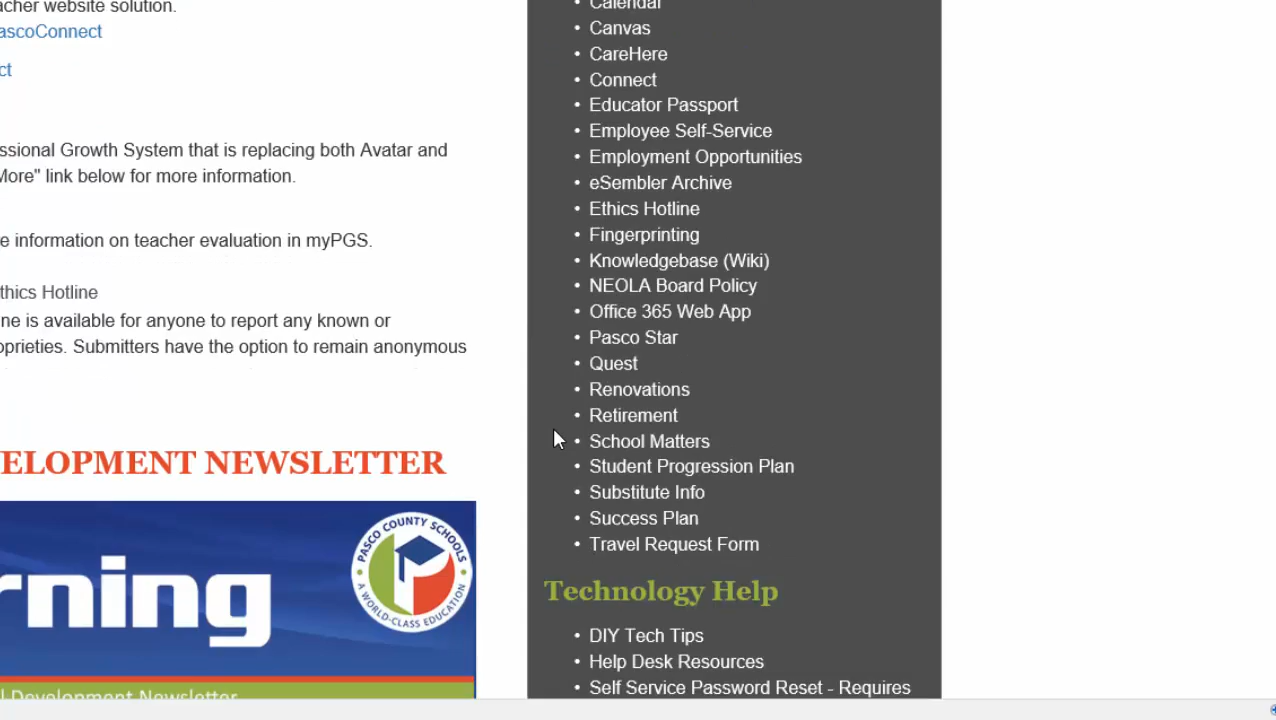 acher website solution.
ascoConnect
ct
ssional Growth System that is replacing both Avatar and
More" link below for more information.
e information on teacher evaluation in myPGS.
thics Hotline
ne is available for anyone to report any known or
oprieties. Submitters have the option to remain anonymous
ELOPMENT NEWSLETTER
rning
PASCO COUNTY SCHOOLS
A WORLD-CLASS EDUCATION
l Development Newsletter
Calendar
• Canvas
• CareHere
• Connect
• Educator Passport
• Employee Self-Service
• Employment Opportunities
• eSembler Archive
• Ethics Hotline
• Fingerprinting
• Knowledgebase (Wiki)
• NEOLA Board Policy
• Office 365 Web App
• Pasco Star
• Quest
• Renovations
• Retirement
• School Matters
• Student Progression Plan
• Substitute Info
• Success Plan
• Travel Request Form
Technology Help
• DIY Tech Tips
• Help Desk Resources
• Self Service Password Reset - Requires